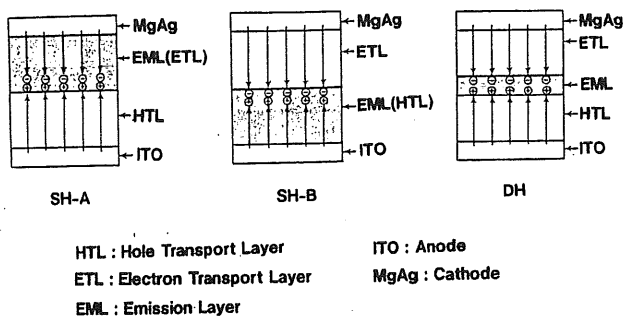 MgAg
EML(ETL)
HTL
ITO
SH-A
MgAg
ETL
EML(HTL)
ITO
SH-B
MgAg
ETL
EML
HTL
ITO
DH
HTL : Hole Transport Layer
ETL : Electron Transport Layer
EML : Emission Layer
ITO : Anode
MgAg : Cathode